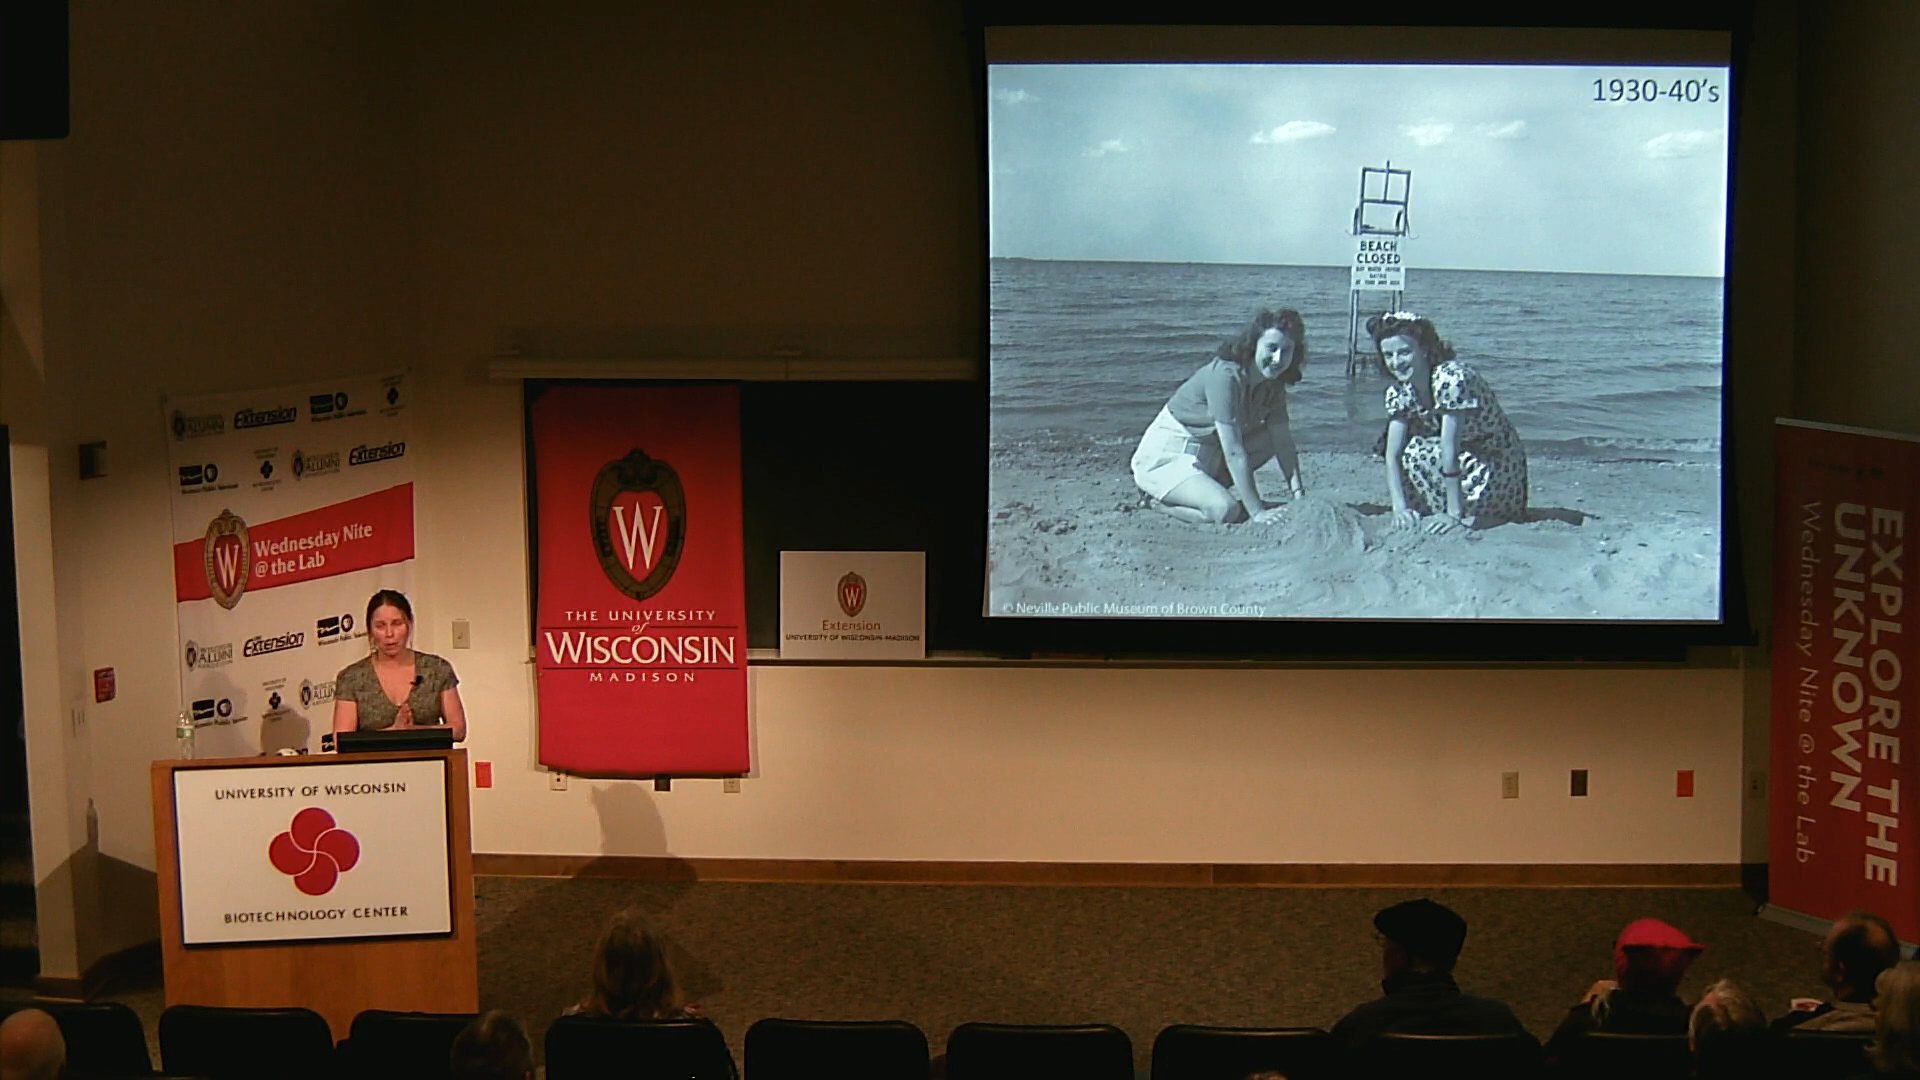 1930-40's
BEACH
CLOSED
© Neville Public Museum of Brown County
Extension
Extension
Wednesday Nite
@ the Lab
ALUMNI
Extension
W
W
THE UNIVERSITY
of
WISCONSIN
MADISON
W
Extension
UNIVERSITY OF WISCONSIN-MADISON
UNIVERSITY OF WISCONSIN
BIOTECHNOLOGY CENTER
EXPLORE THE
UNKNOWN
Wednesday Nite @ the Lab